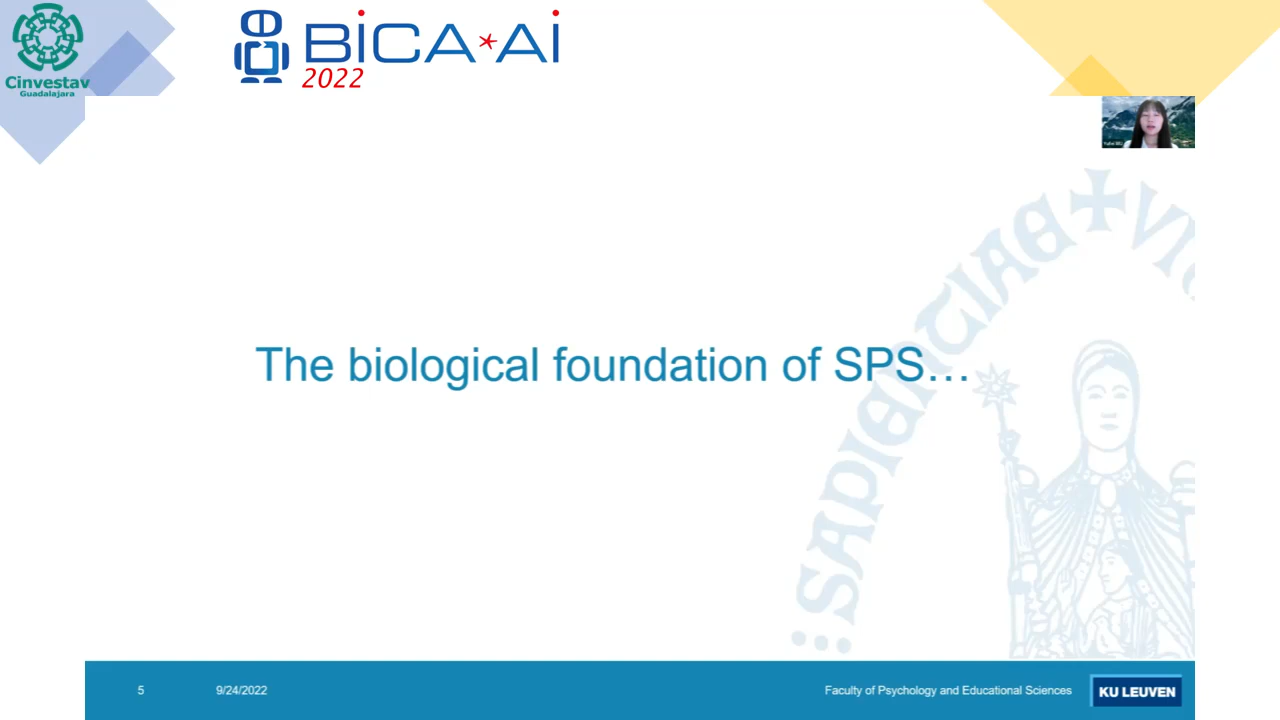 Cinvestav
Guadalajara
BiCA*Ai
2022
The biological foundation of SPS…
SAPIENTIAE
5
9/24/2022
Faculty of Psychology and Educational Sciences
KU LEUVEN